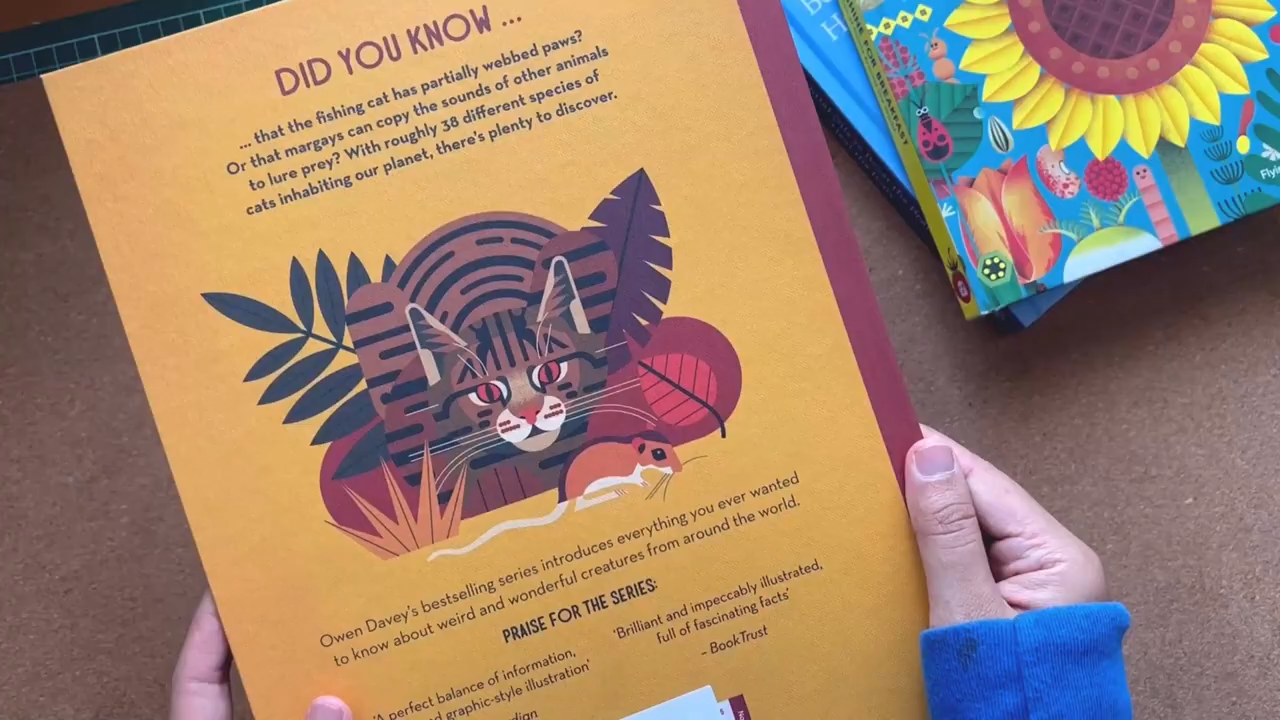 DID YOU KNOW ...
... that the fishing cat has partially webbed paws?
Or that margays can copy the sounds of other animals
to lure prey? With roughly 38 different species of
cats inhabiting our planet, there's plenty to discover.
Owen Davey's bestselling series introduces everything you ever wanted
to know about weird and wonderful creatures from around the world.
PRAISE FOR THE SERIES:
'A perfect balance of information,
graphic-style illustration'
'Brilliant and impeccably illustrated,
full of fascinating facts'
– BookTrust
FOR BREAKFAST